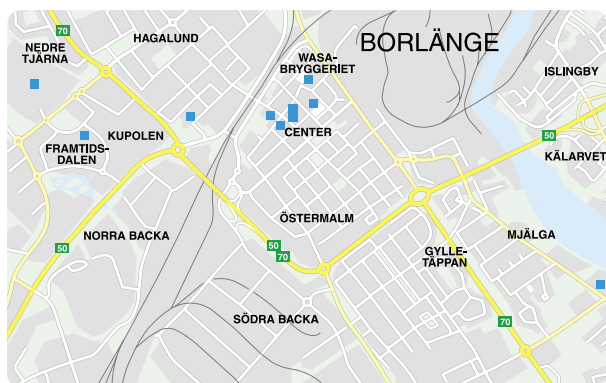 70
HAGALUND
BORLÄNGE
NEDRE
TJÄRNA
WASA-
BRYGGERIET
ISLINGBY
KUPOLEN
CENTER
50
FRAMTIDS-
DALEN
KÄLARVET
ÖSTERMALM
NORRA BACKA
MJÄLGA
50
50
70
GYLLE-
TÄPPAN
SÖDRA BACKA
70